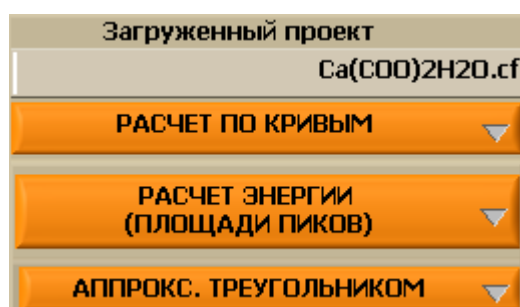 Загруженный проект
Ca(COO)2H2O.cf
РАСЧЕТ ПО КРИВЫМ
РАСЧЕТ ЭНЕРГИИ
(ПЛОЩАДИ ПИКОВ)
АППРОКС. ТРЕУГОЛЬНИКОМ